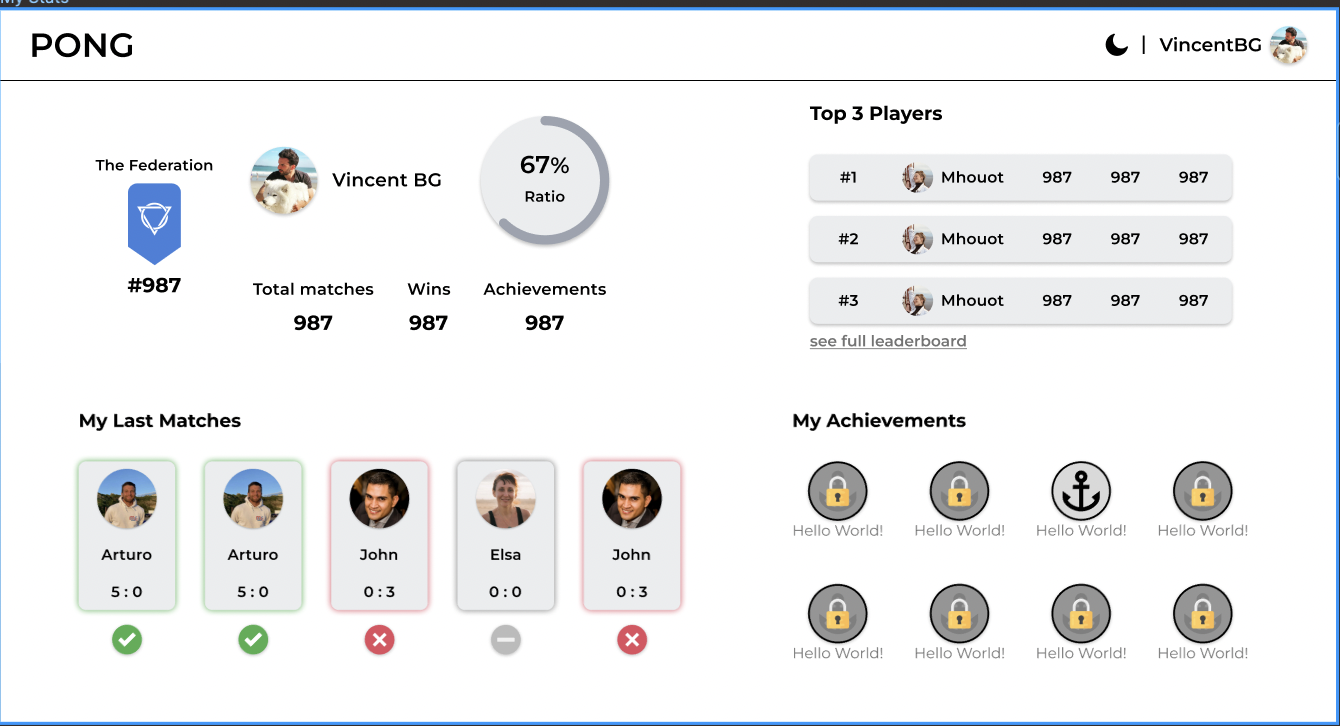 My Stats
PONG
| VincentBG
The Federation
#987
Vincent BG
67%
Ratio
Total matches Wins Achievements
987 987 987
Top 3 Players
#1 Mhouot 987 987 987
#2 Mhouot 987 987 987
#3 Mhouot 987 987 987
see full leaderboard
My Last Matches
Arturo Arturo John Elsa John
5 : 0 5 : 0 0 : 3 0 : 0 0 : 3
My Achievements
Hello World! Hello World! Hello World! Hello World!
Hello World! Hello World! Hello World! Hello World!